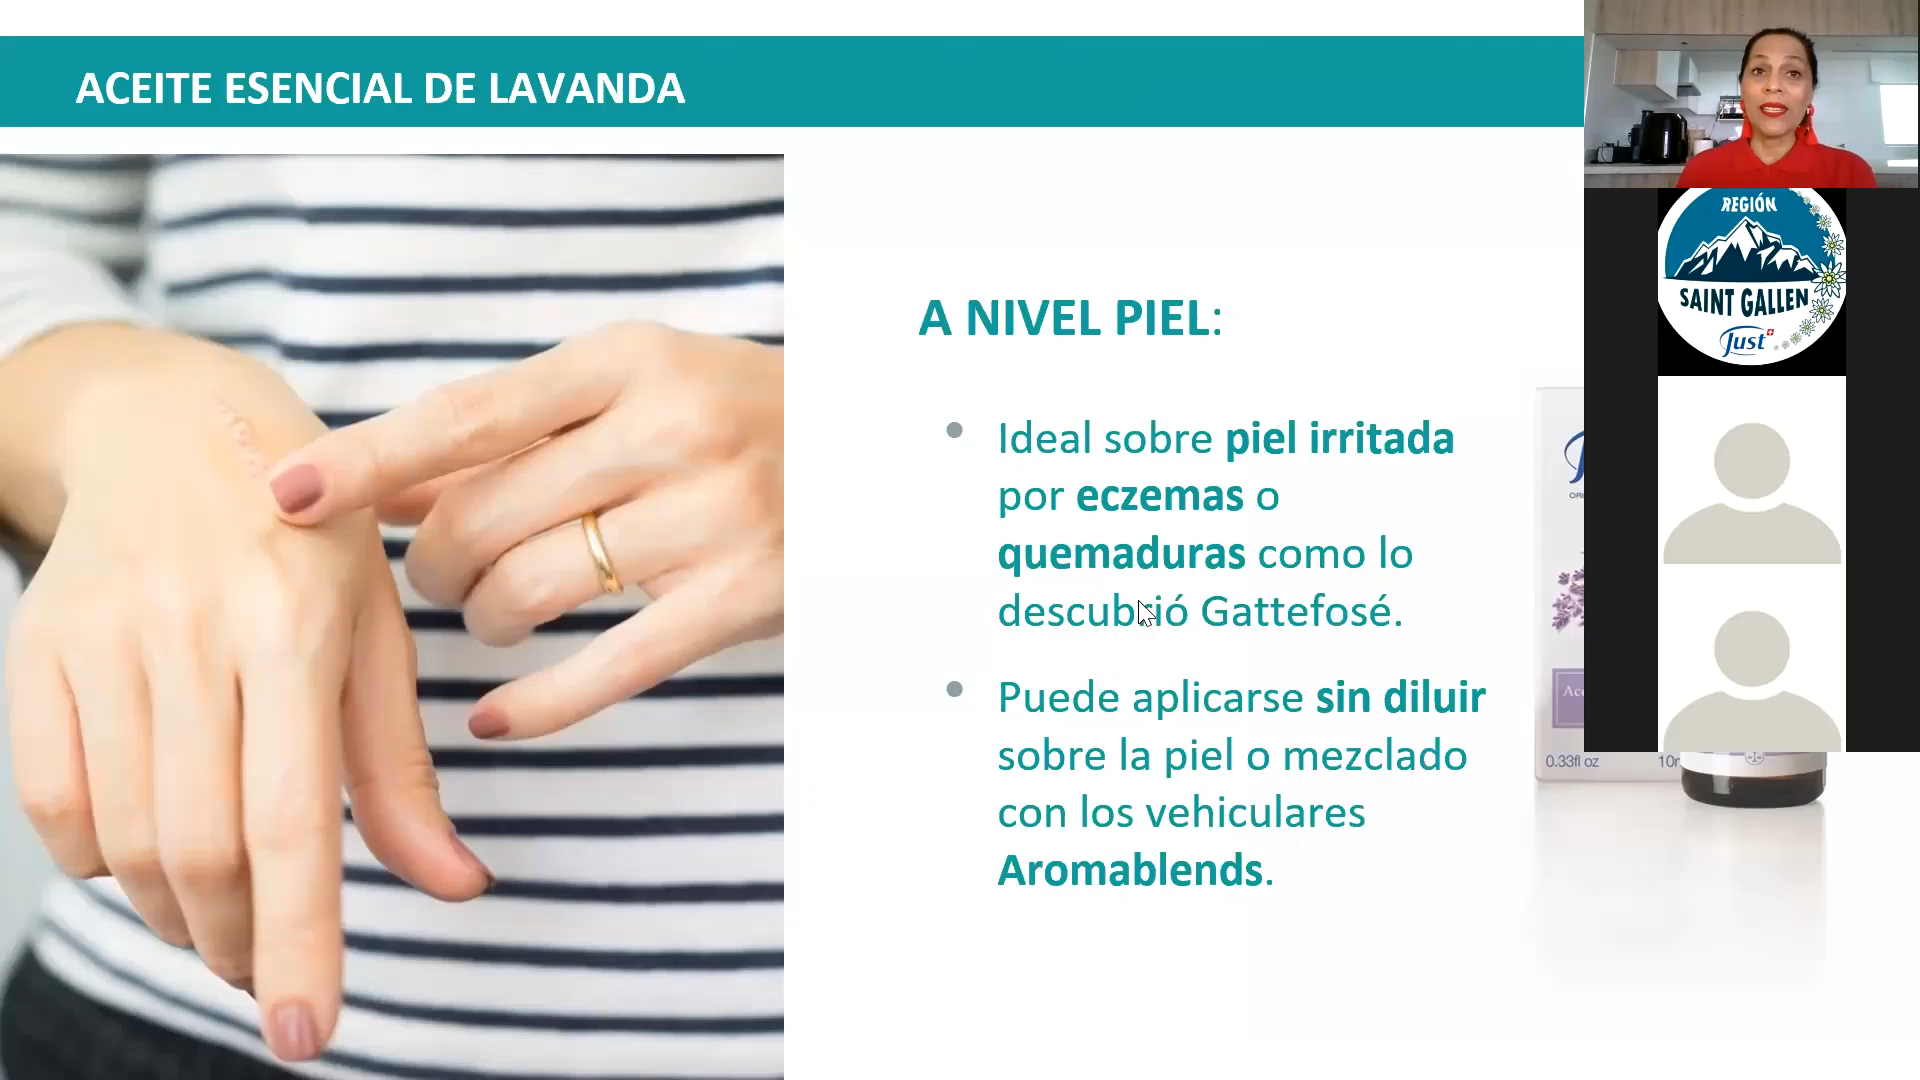 ACEITE ESENCIAL DE LAVANDA
REGIÓN
SAINT GALLEN
Just
A NIVEL PIEL:
• Ideal sobre piel irritada
por eczemas o
quemaduras como lo
descubrió Gattefosé.
• Puede aplicarse sin diluir
sobre la piel o mezclado
con los vehiculares
Aromablends.
0.33fl oz